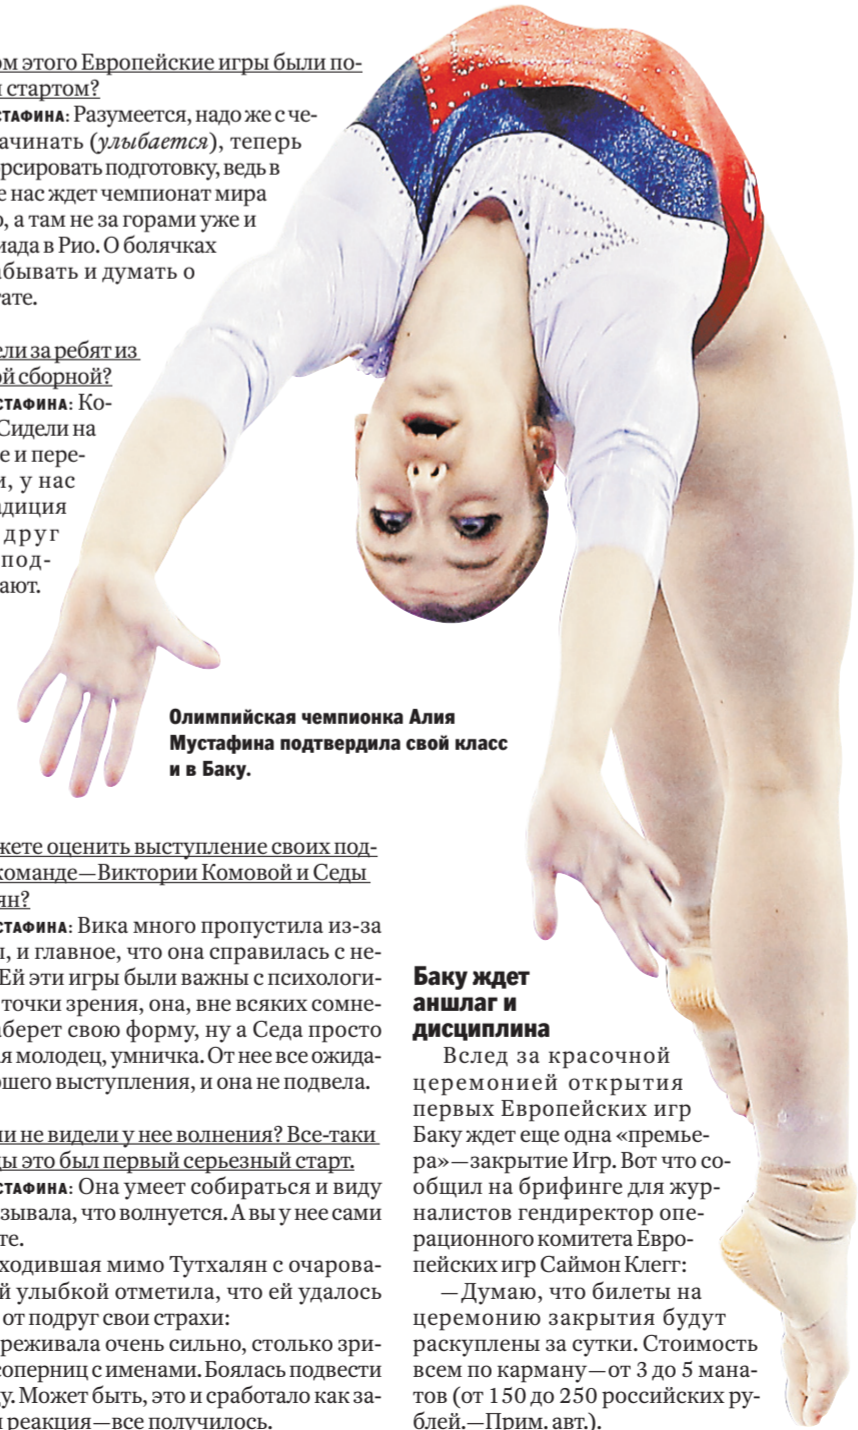 ом этого Европейские игры были по-
и стартом?
СТАФИНА: Разумеется, надо же с че-
ачинать (улыбается), теперь
рсировать подготовку, ведь в
е нас ждет чемпионат мира
о, а там не за горами уже и
иада в Рио. О болячках
абывать и думать о
тате.
ели за ребят из
ой сборной?
СТАФИНА: Ко-
Сидели на
е и пере-
и, у нас
адиция
друг
под-
ают.
Олимпийская чемпионка Алия
Мустафина подтвердила свой класс
и в Баку.
жете оценить выступление своих под-
команде—Виктории Комовой и Седы
ян?
СТАФИНА: Вика много пропустила из-за
ы, и главное, что она справилась с не-
Ей эти игры были важны с психологи-
точки зрения, она, вне всяких сомне-
аберет свою форму, ну а Седа просто
я молодец, умничка. От нее все ожида-
ошего выступления, и она не подвела.
ли не видели у нее волнения? Все-таки
ды это был первый серьезный старт.
СТАФИНА: Она умеет собираться и виду
азывала, что волнуется. А вы у нее сами
те.
ходившая мимо Тутхалян с очарова-
й улыбкой отметила, что ей удалось
от подруг свои страхи:
реживала очень сильно, столько зри-
соперниц с именами. Боялась подвести
ду. Может быть, это и сработало как за-
я реакция—все получилось.
Баку ждет
аншлаг и
дисциплина
Вслед за красочной
церемонией открытия
первых Европейских игр
Баку ждет еще одна «премье-
ра»—закрытие Игр. Вот что со-
общил на брифинге для жур-
налистов гендиректор опе-
рационного комитета Евро-
пейских игр Саймон Клегг:
—Думаю, что билеты на
церемонию закрытия будут
раскуплены за сутки. Стоимость
всем по карману—от 3 до 5 мана-
тов (от 150 до 250 российских ру-
блей.—Прим. авт.).